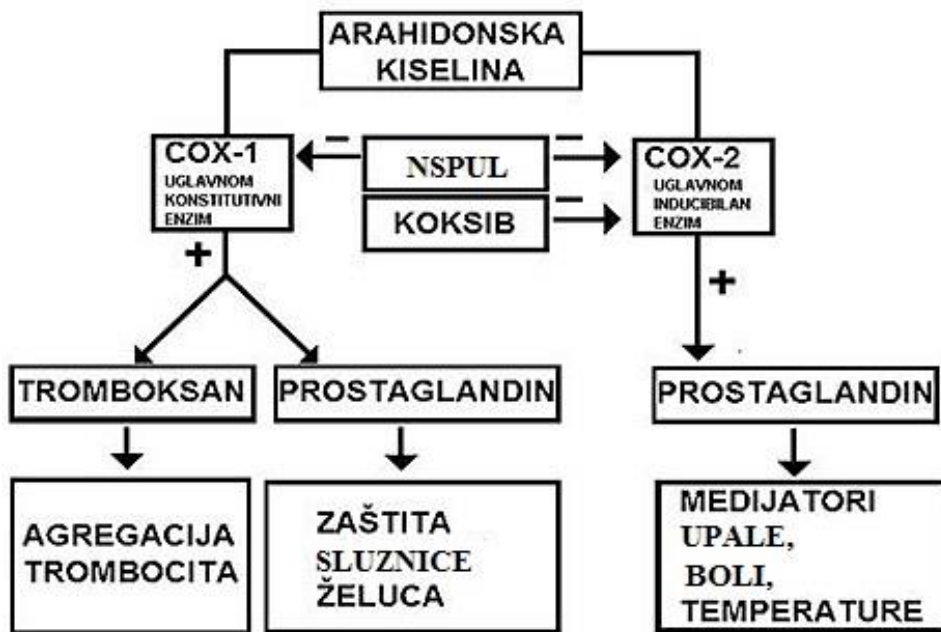 ARAHIDONSKA
KISELINA
COX-1
UGLAVNOM
KONSTITUTIVNI
ENZIM
–
NSPUL
–
COX-2
UGLAVNOM
INDUCIBILAN
ENZIM
KOKSIB
–
+
+
TROMBOKSAN
PROSTAGLANDIN
PROSTAGLANDIN
AGREGACIJA
TROMBOCITA
ZAŠTITA
SLUZNICE
ŽELUCA
MEDIJATORI
UPALE,
BOLI,
TEMPERATURE